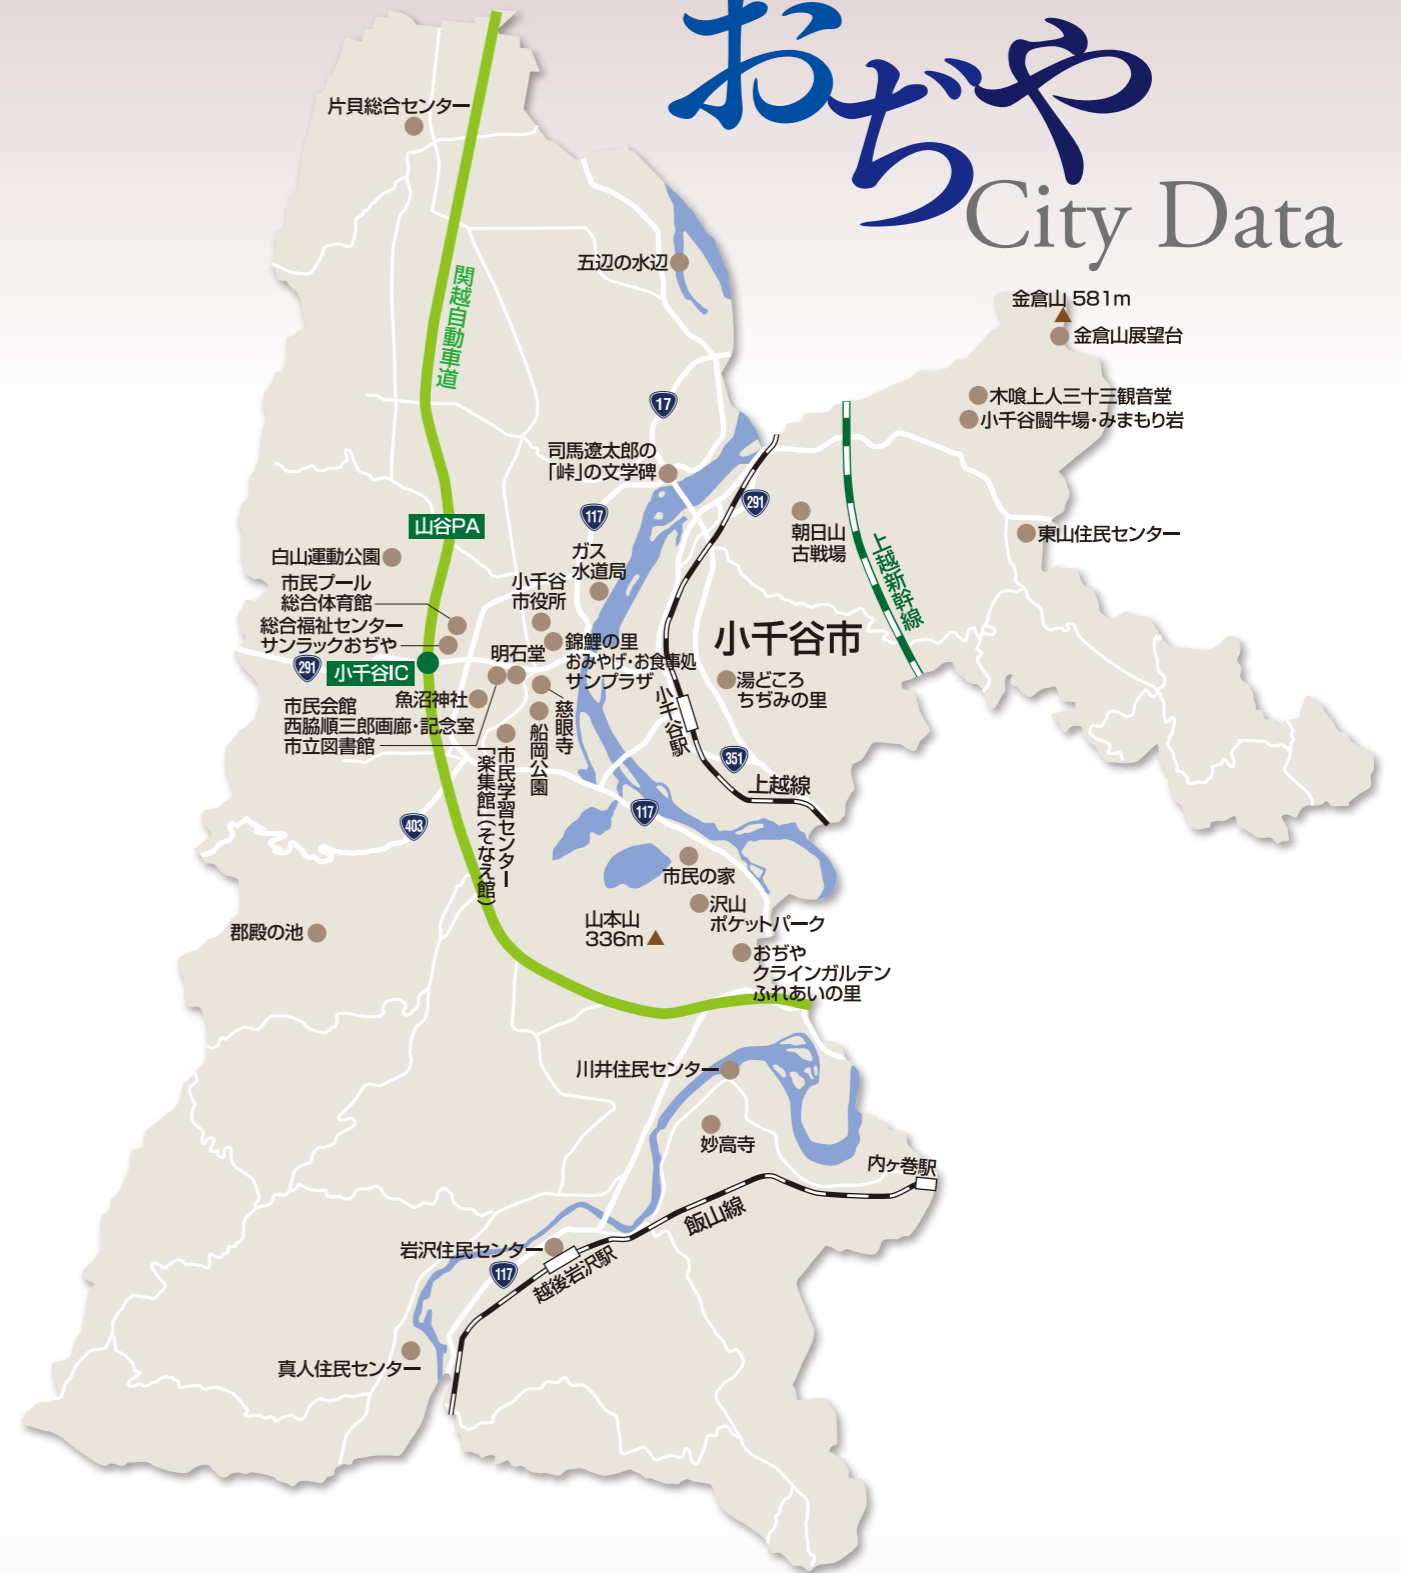 おぢや
City Data
片貝総合センター
関越自動車道
五辺の水辺
金倉山 581m
金倉山展望台
木喰上人三十三観音堂
小千谷闘牛場・みまもり岩
17
司馬遼太郎の
「峠」の文学碑
291
117
山谷PA
朝日山
古戦場
上越新幹線
東山住民センター
白山運動公園
ガス
水道局
市民プール
総合体育館
小千谷
市役所
総合福祉センター
サンラックおぢや
明石堂
錦鯉の里
おみやげ・お食事処
サンプラザ
小千谷市
291
小千谷IC
湯どころ
ちぢみの里
魚沼神社
市民会館
西脇順三郎画廊・記念室
市立図書館
慈眼寺
船岡公園
市民学習センター
「楽集館」(そなえ館)
小千谷駅
351
上越線
117
403
市民の家
沢山
ポケットパーク
山本山
336m
郡殿の池
おぢや
クラインガルテン
ふれあいの里
川井住民センター
妙高寺
内ヶ巻駅
飯山線
岩沢住民センター
越後岩沢駅
117
真人住民センター